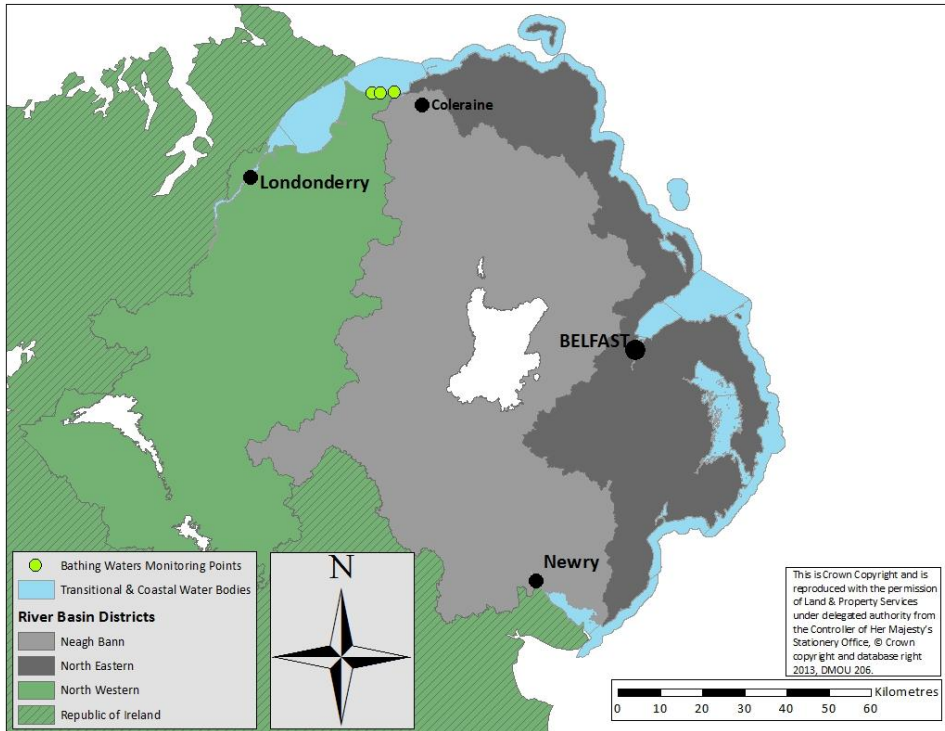 Coleraine
Londonderry
BELFAST
Newry
Bathing Waters Monitoring Points
Transitional & Coastal Water Bodies
River Basin Districts
Neagh Bann
North Eastern
North Western
Republic of Ireland
N
This is Crown Copyright and is
reproduced with the permission
of Land & Property Services
under delegated authority from
the Controller of Her Majesty's
Stationery Office, © Crown
copyright and database right
2013, DMOU 206.
Kilometres
0 10 20 30 40 50 60